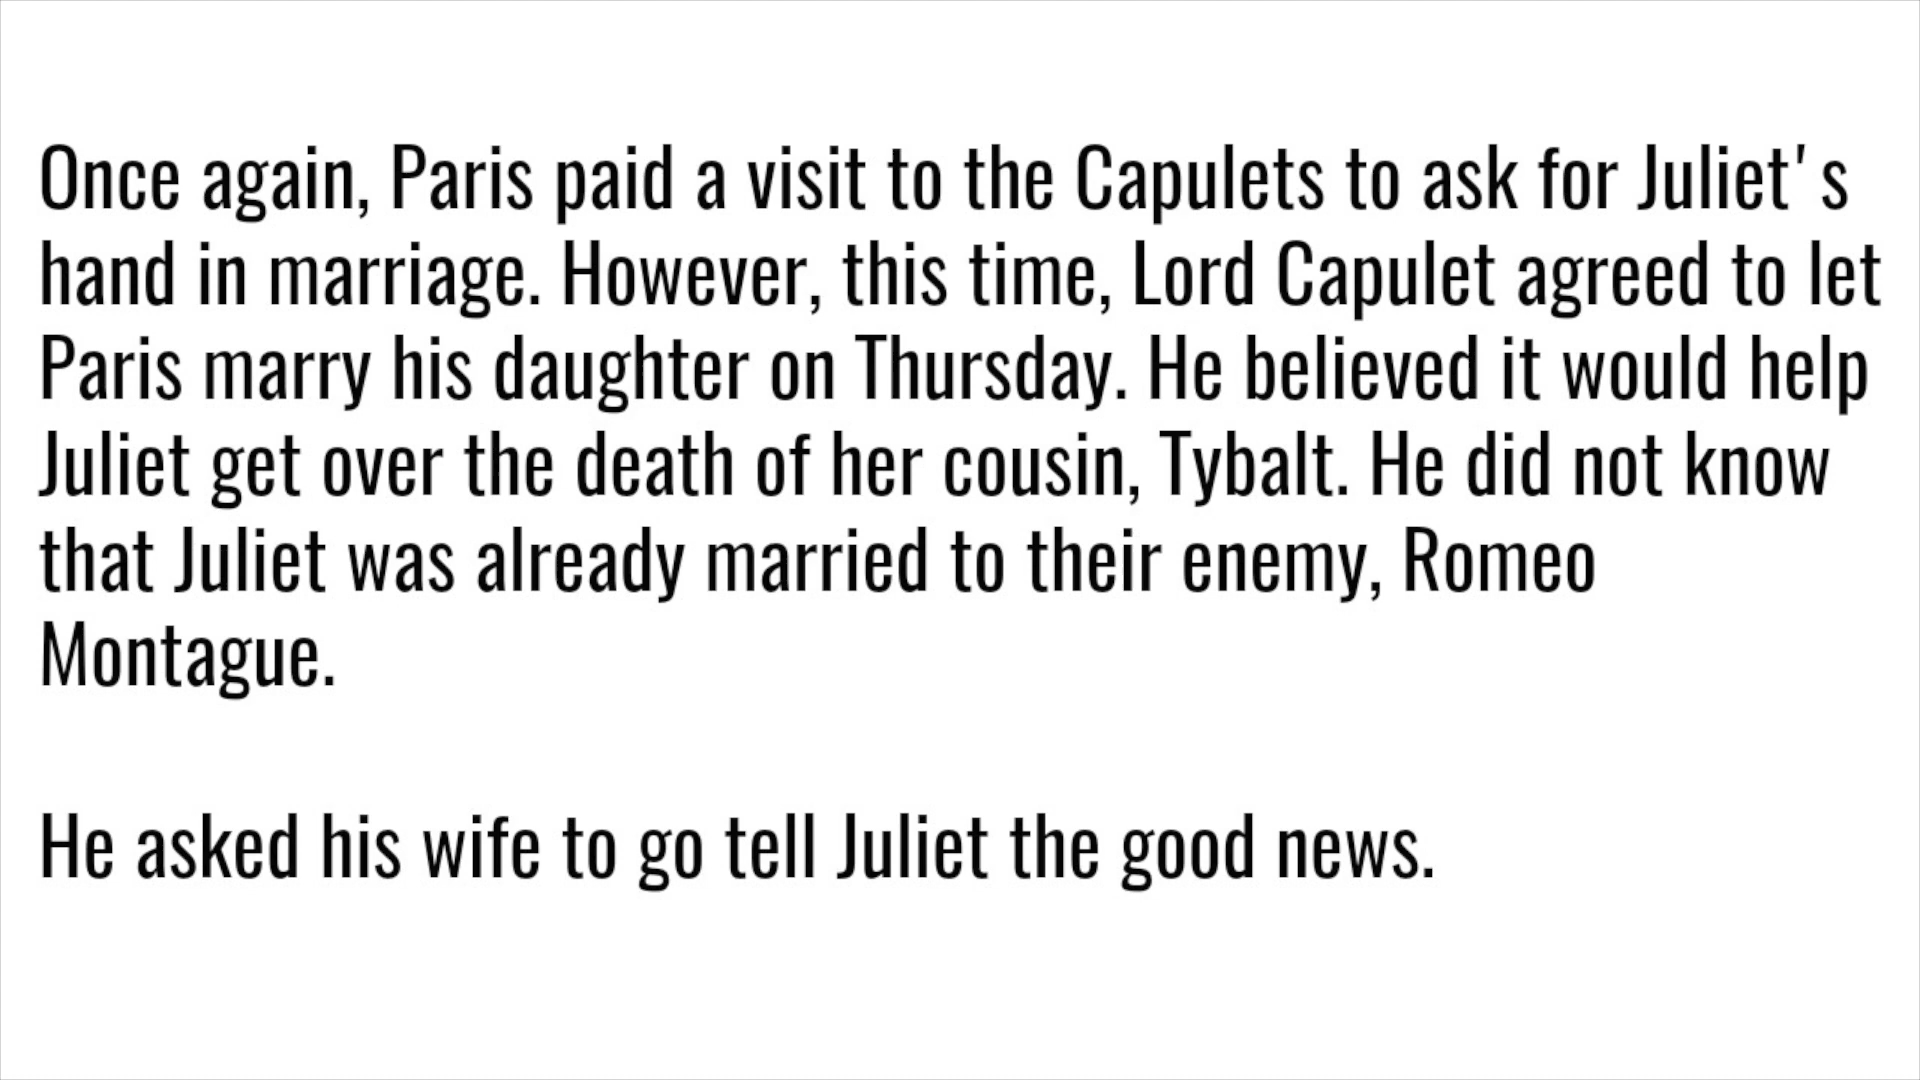 Once again, Paris paid a visit to the Capulets to ask for Juliet's
hand in marriage. However, this time, Lord Capulet agreed to let
Paris marry his daughter on Thursday. He believed it would help
Juliet get over the death of her cousin, Tybalt. He did not know
that Juliet was already married to their enemy, Romeo
Montague.
He asked his wife to go tell Juliet the good news.